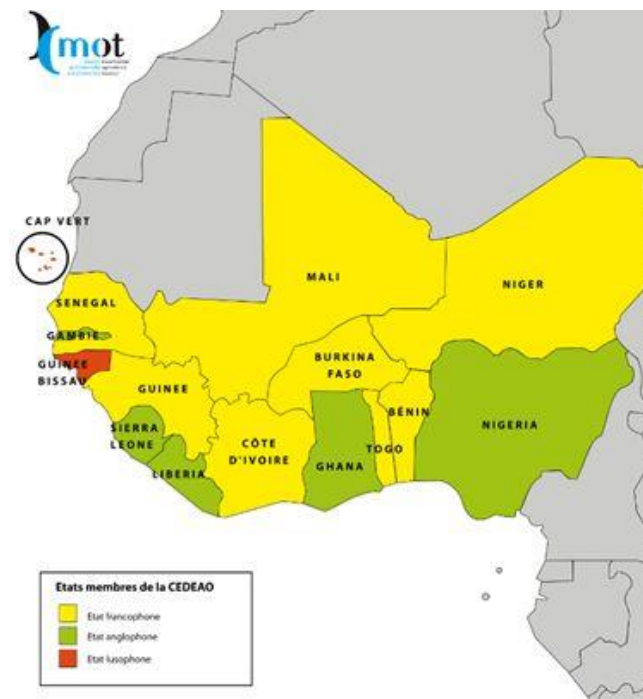 mot
CAP VERT
MALI
NIGER
SENEGAL
GAMBIE
BURKINA
FASO
GUINEE
BISSAU
GUINEE
BÉNIN
NIGERIA
SIERRA
LEONE
CÔTE
D'IVOIRE
TOGO
GHANA
LIBERIA
Etats membres de la CEDEAO
Etat francophone
Etat anglophone
Etat lusophone